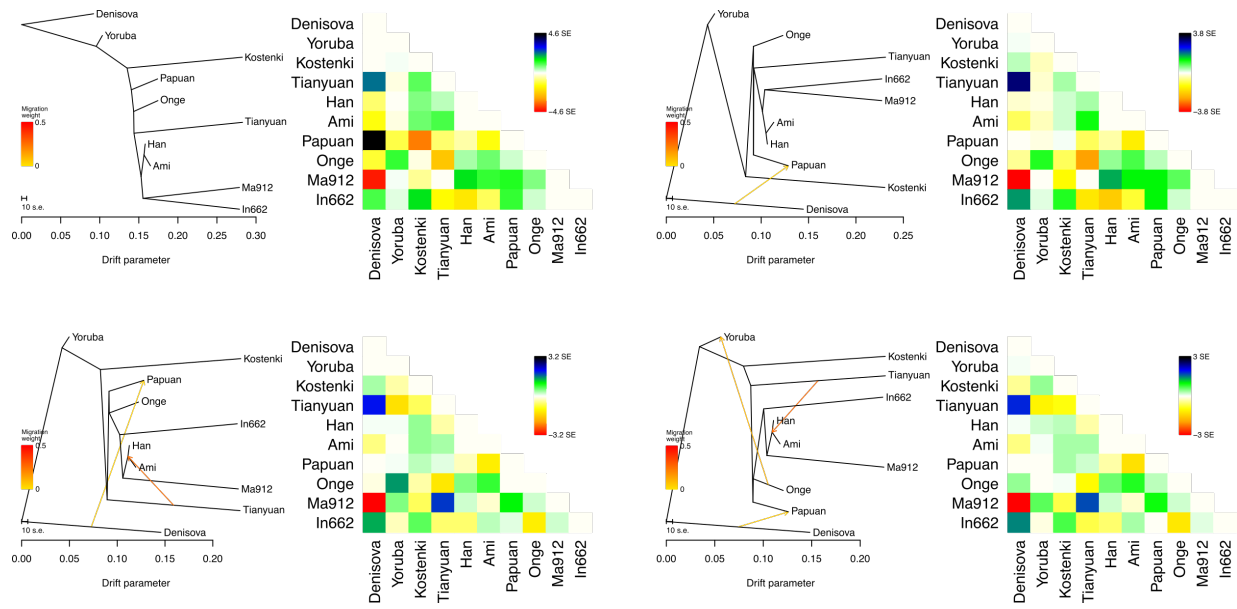 Denisova
Yoruba
Kostenki
Papuan
Onge
Tianyuan
Han
Ami
Ma912
In662
Migration
weight
0.5
0
10 s.e.
0.00 0.05 0.10 0.15 0.20 0.25 0.30
Drift parameter
Denisova
Yoruba
Kostenki
Tianyuan
Han
Ami
Papuan
Onge
Ma912
In662
4.6 SE
−4.6 SE
Denisova
Yoruba
Kostenki
Tianyuan
Han
Ami
Papuan
Onge
Ma912
In662
Yoruba
Onge
Tianyuan
In662
Ma912
Ami
Han
Papuan
Kostenki
Denisova
Migration
weight
0.5
0
10 s.e.
0.00 0.05 0.10 0.15 0.20 0.25
Drift parameter
Denisova
Yoruba
Kostenki
Tianyuan
Han
Ami
Papuan
Onge
Ma912
In662
3.8 SE
−3.8 SE
Denisova
Yoruba
Kostenki
Tianyuan
Han
Ami
Papuan
Onge
Ma912
In662
Yoruba
Kostenki
Papuan
Onge
In662
Han
Ami
Ma912
Tianyuan
Denisova
Migration
weight
0.5
0
10 s.e.
0.00 0.05 0.10 0.15 0.20
Drift parameter
Denisova
Yoruba
Kostenki
Tianyuan
Han
Ami
Papuan
Onge
Ma912
In662
3.2 SE
−3.2 SE
Denisova
Yoruba
Kostenki
Tianyuan
Han
Ami
Papuan
Onge
Ma912
In662
Yoruba
Kostenki
Tianyuan
In662
Han
Ami
Ma912
Onge
Papuan
Denisova
Migration
weight
0.5
0
10 s.e.
0.00 0.05 0.10 0.15 0.20
Drift parameter
Denisova
Yoruba
Kostenki
Tianyuan
Han
Ami
Papuan
Onge
Ma912
In662
3 SE
−3 SE
Denisova
Yoruba
Kostenki
Tianyuan
Han
Ami
Papuan
Onge
Ma912
In662